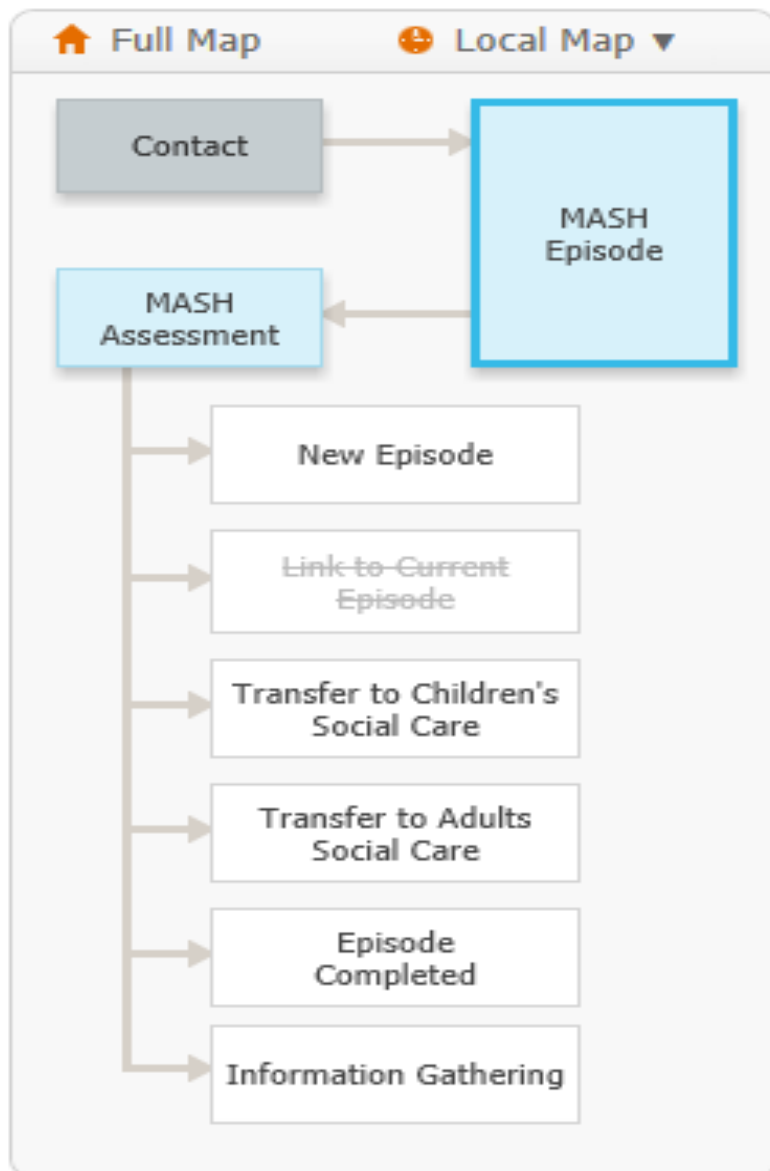 Full Map
Local Map ▼
Contact
MASH
Episode
MASH
Assessment
New Episode
Link to Current
Episode
Transfer to Children's
Social Care
Transfer to Adults
Social Care
Episode
Completed
Information Gathering